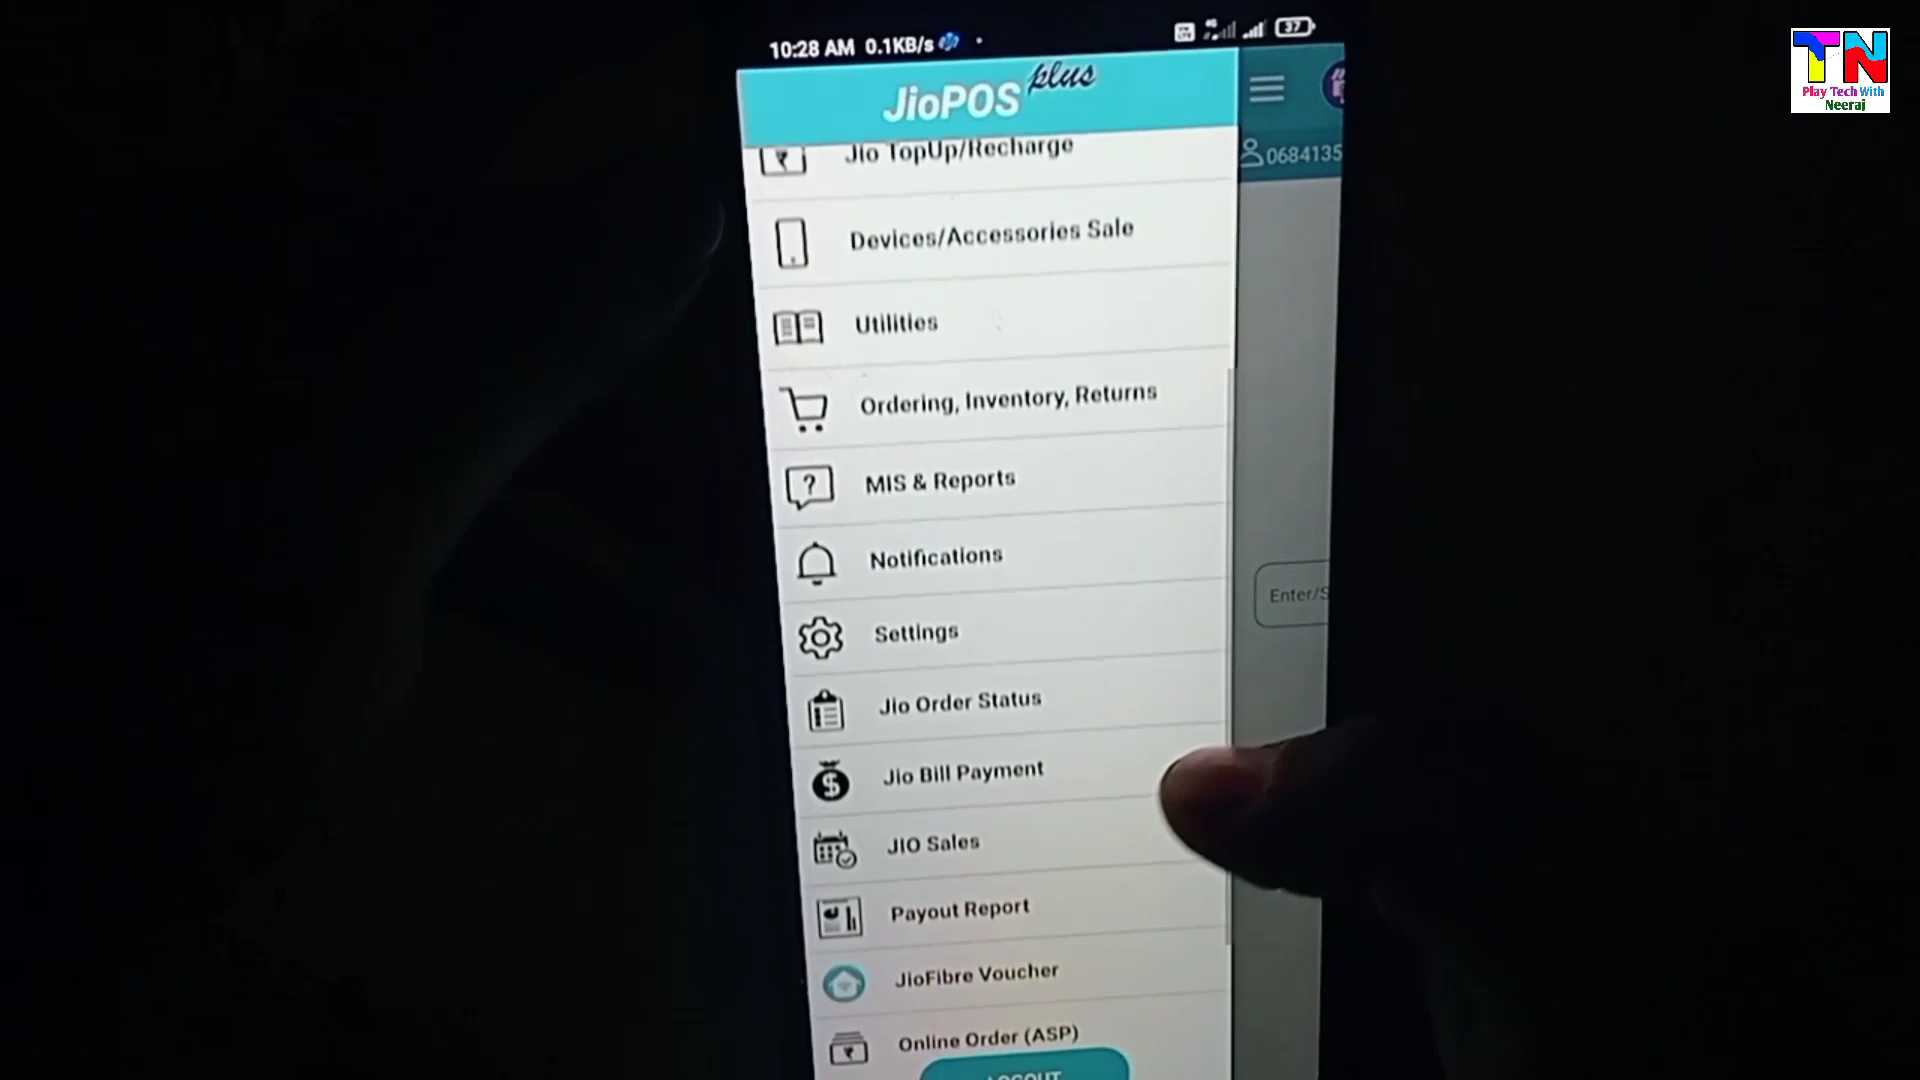 10:28 AM 0.1KB/s
37
JioPOS plus
Jio TopUp/Recharge
0684135
Devices/Accessories Sale
Utilities
Ordering, Inventory, Returns
MIS & Reports
Notifications
Enter/S
Settings
Jio Order Status
Jio Bill Payment
JIO Sales
Payout Report
JioFibre Voucher
Online Order (ASP)
LOGOUT
TN
Play Tech With
Neeraj